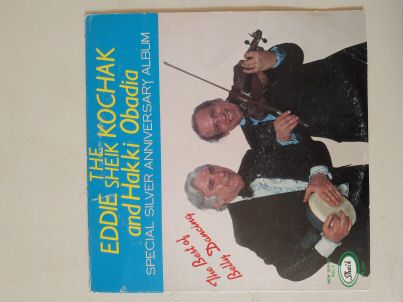 THE
EDDIE "SHEIK" KOCHAK
and Hakki Obadia
SPECIAL SILVER ANNIVERSARY ALBUM
The Best of
Belly Dancing
Sheik